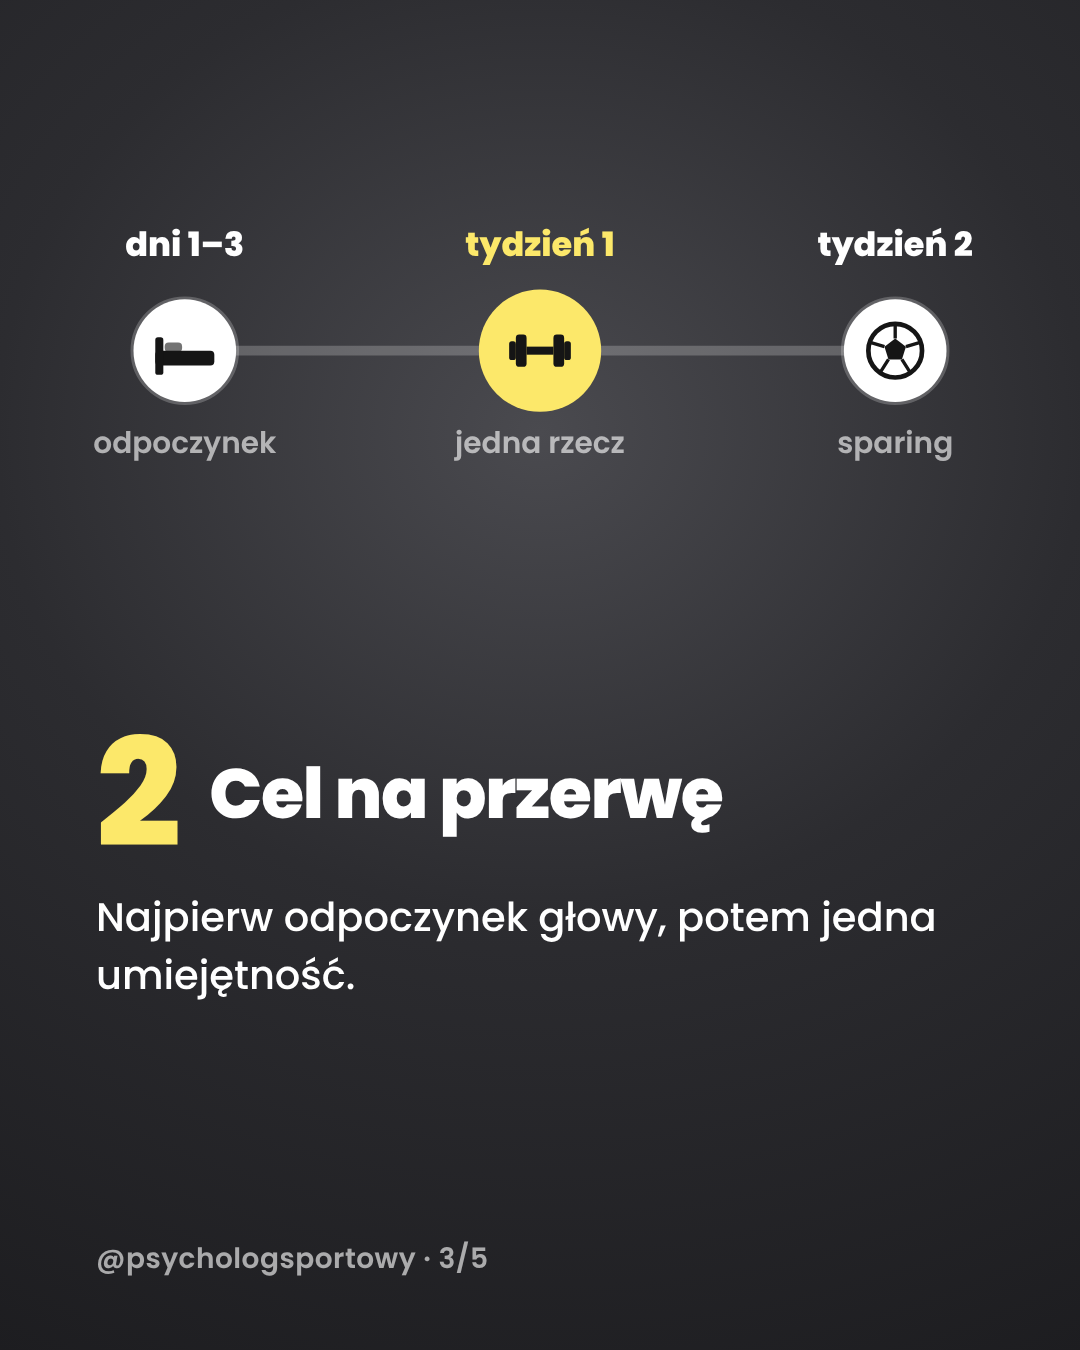 dni 1–3
tydzień 1
tydzień 2
odpoczynek
jedna rzecz
sparing
2 Cel na przerwę
Najpierw odpoczynek głowy, potem jedna
umiejętność.
@psychologsportowy · 3/5